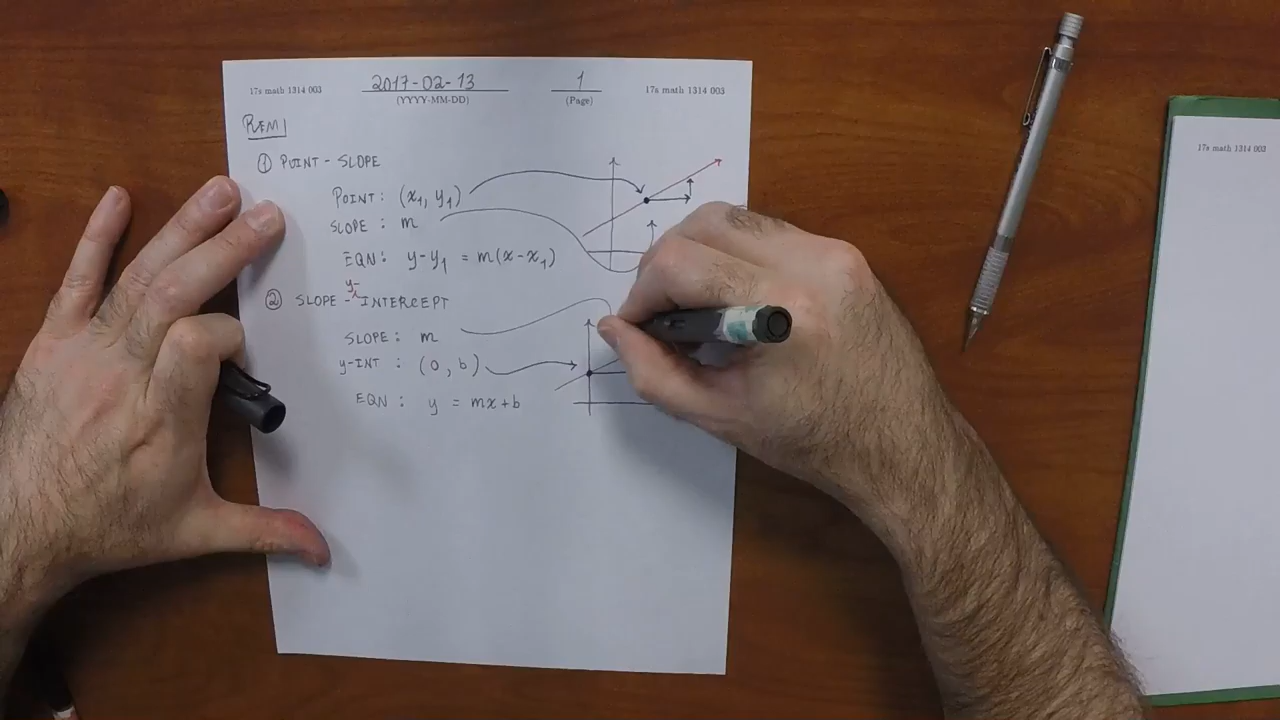 17s math 1314 003 2017-02-13 1 17s math 1314 003
(YYYY-MM-DD) (Page)
REM
① POINT - SLOPE
POINT: (x₁, y₁)
SLOPE: m
EQN: y-y₁ = m(x-x₁)
y-
② SLOPE - INTERCEPT
SLOPE: m
y-INT: (0, b)
EQN: y = mx+b
17s math 1314 003